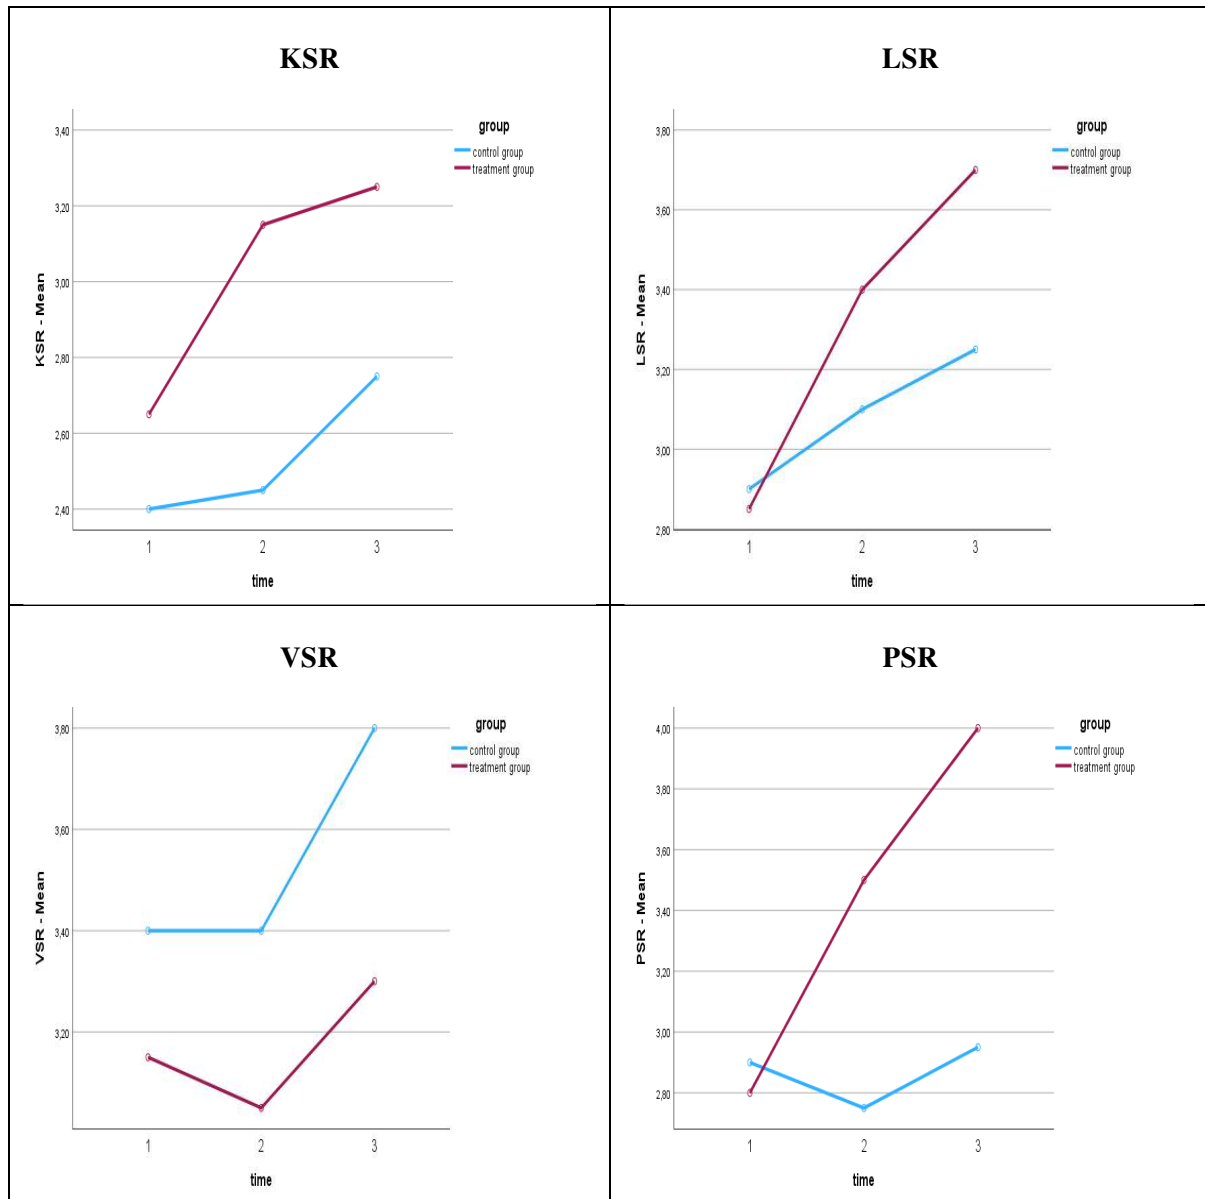 KSR
group
control group
treatment group
KSR - Mean
3,40
3,20
3,00
2,80
2,60
2,40
1 2 3
time
LSR
group
control group
treatment group
LSR - Mean
3,80
3,60
3,40
3,20
3,00
2,80
1 2 3
time
VSR
group
control group
treatment group
VSR - Mean
3,80
3,60
3,40
3,20
1 2 3
time
PSR
group
control group
treatment group
PSR - Mean
4,00
3,80
3,60
3,40
3,20
3,00
2,80
1 2 3
time